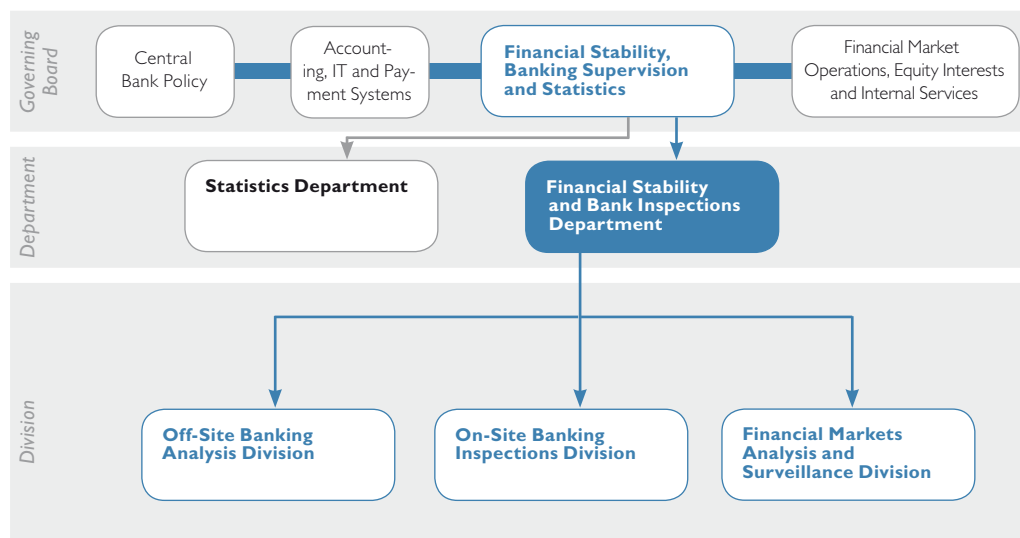 Governing
Board
Central
Bank Policy
Account-
ing, IT and Pay-
ment Systems
Financial Stability,
Banking Supervision
and Statistics
Financial Market
Operations, Equity Interests
and Internal Services
Department
Statistics Department
Financial Stability
and Bank Inspections
Department
Division
Off-Site Banking
Analysis Division
On-Site Banking
Inspections Division
Financial Markets
Analysis and
Surveillance Division